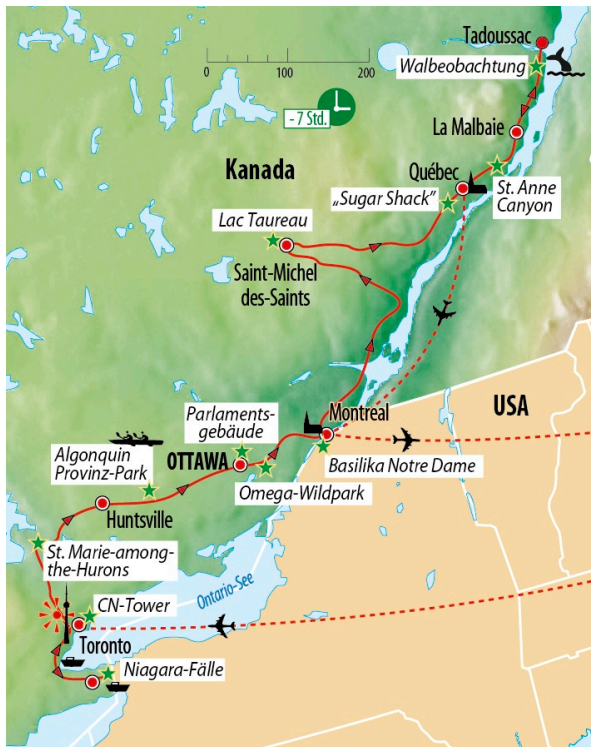 Tadoussac
Walbeobachtung
0
100
200
- 7 Std.
La Malbaie
Kanada
Québec
„Sugar Shack”
St. Anne
Canyon
Lac Taureau
Saint-Michel
des-Saints
USA
Montreal
Parlaments-
gebäude
OTTAWA
Basilika Notre Dame
Omega-Wildpark
Algonquin
Provinz-Park
Huntsville
St. Marie-among-
the-Hurons
CN-Tower
Ontario-See
Toronto
Niagara-Fälle